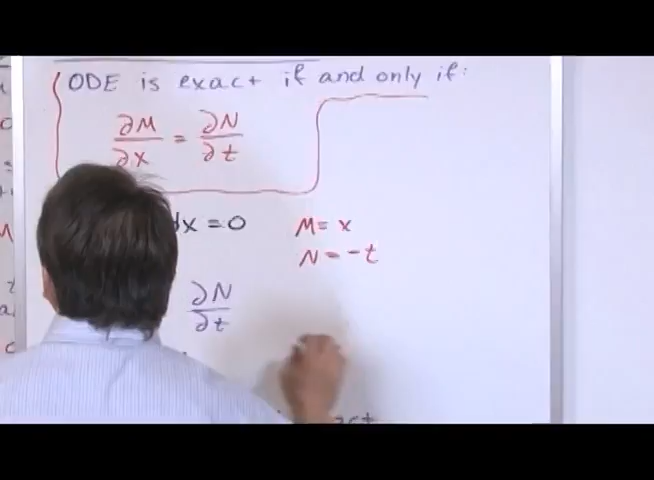 ODE is exact if and only if:
∂M/∂x = ∂N/∂t
dx = 0 M = x
N = -t
∂N/∂t